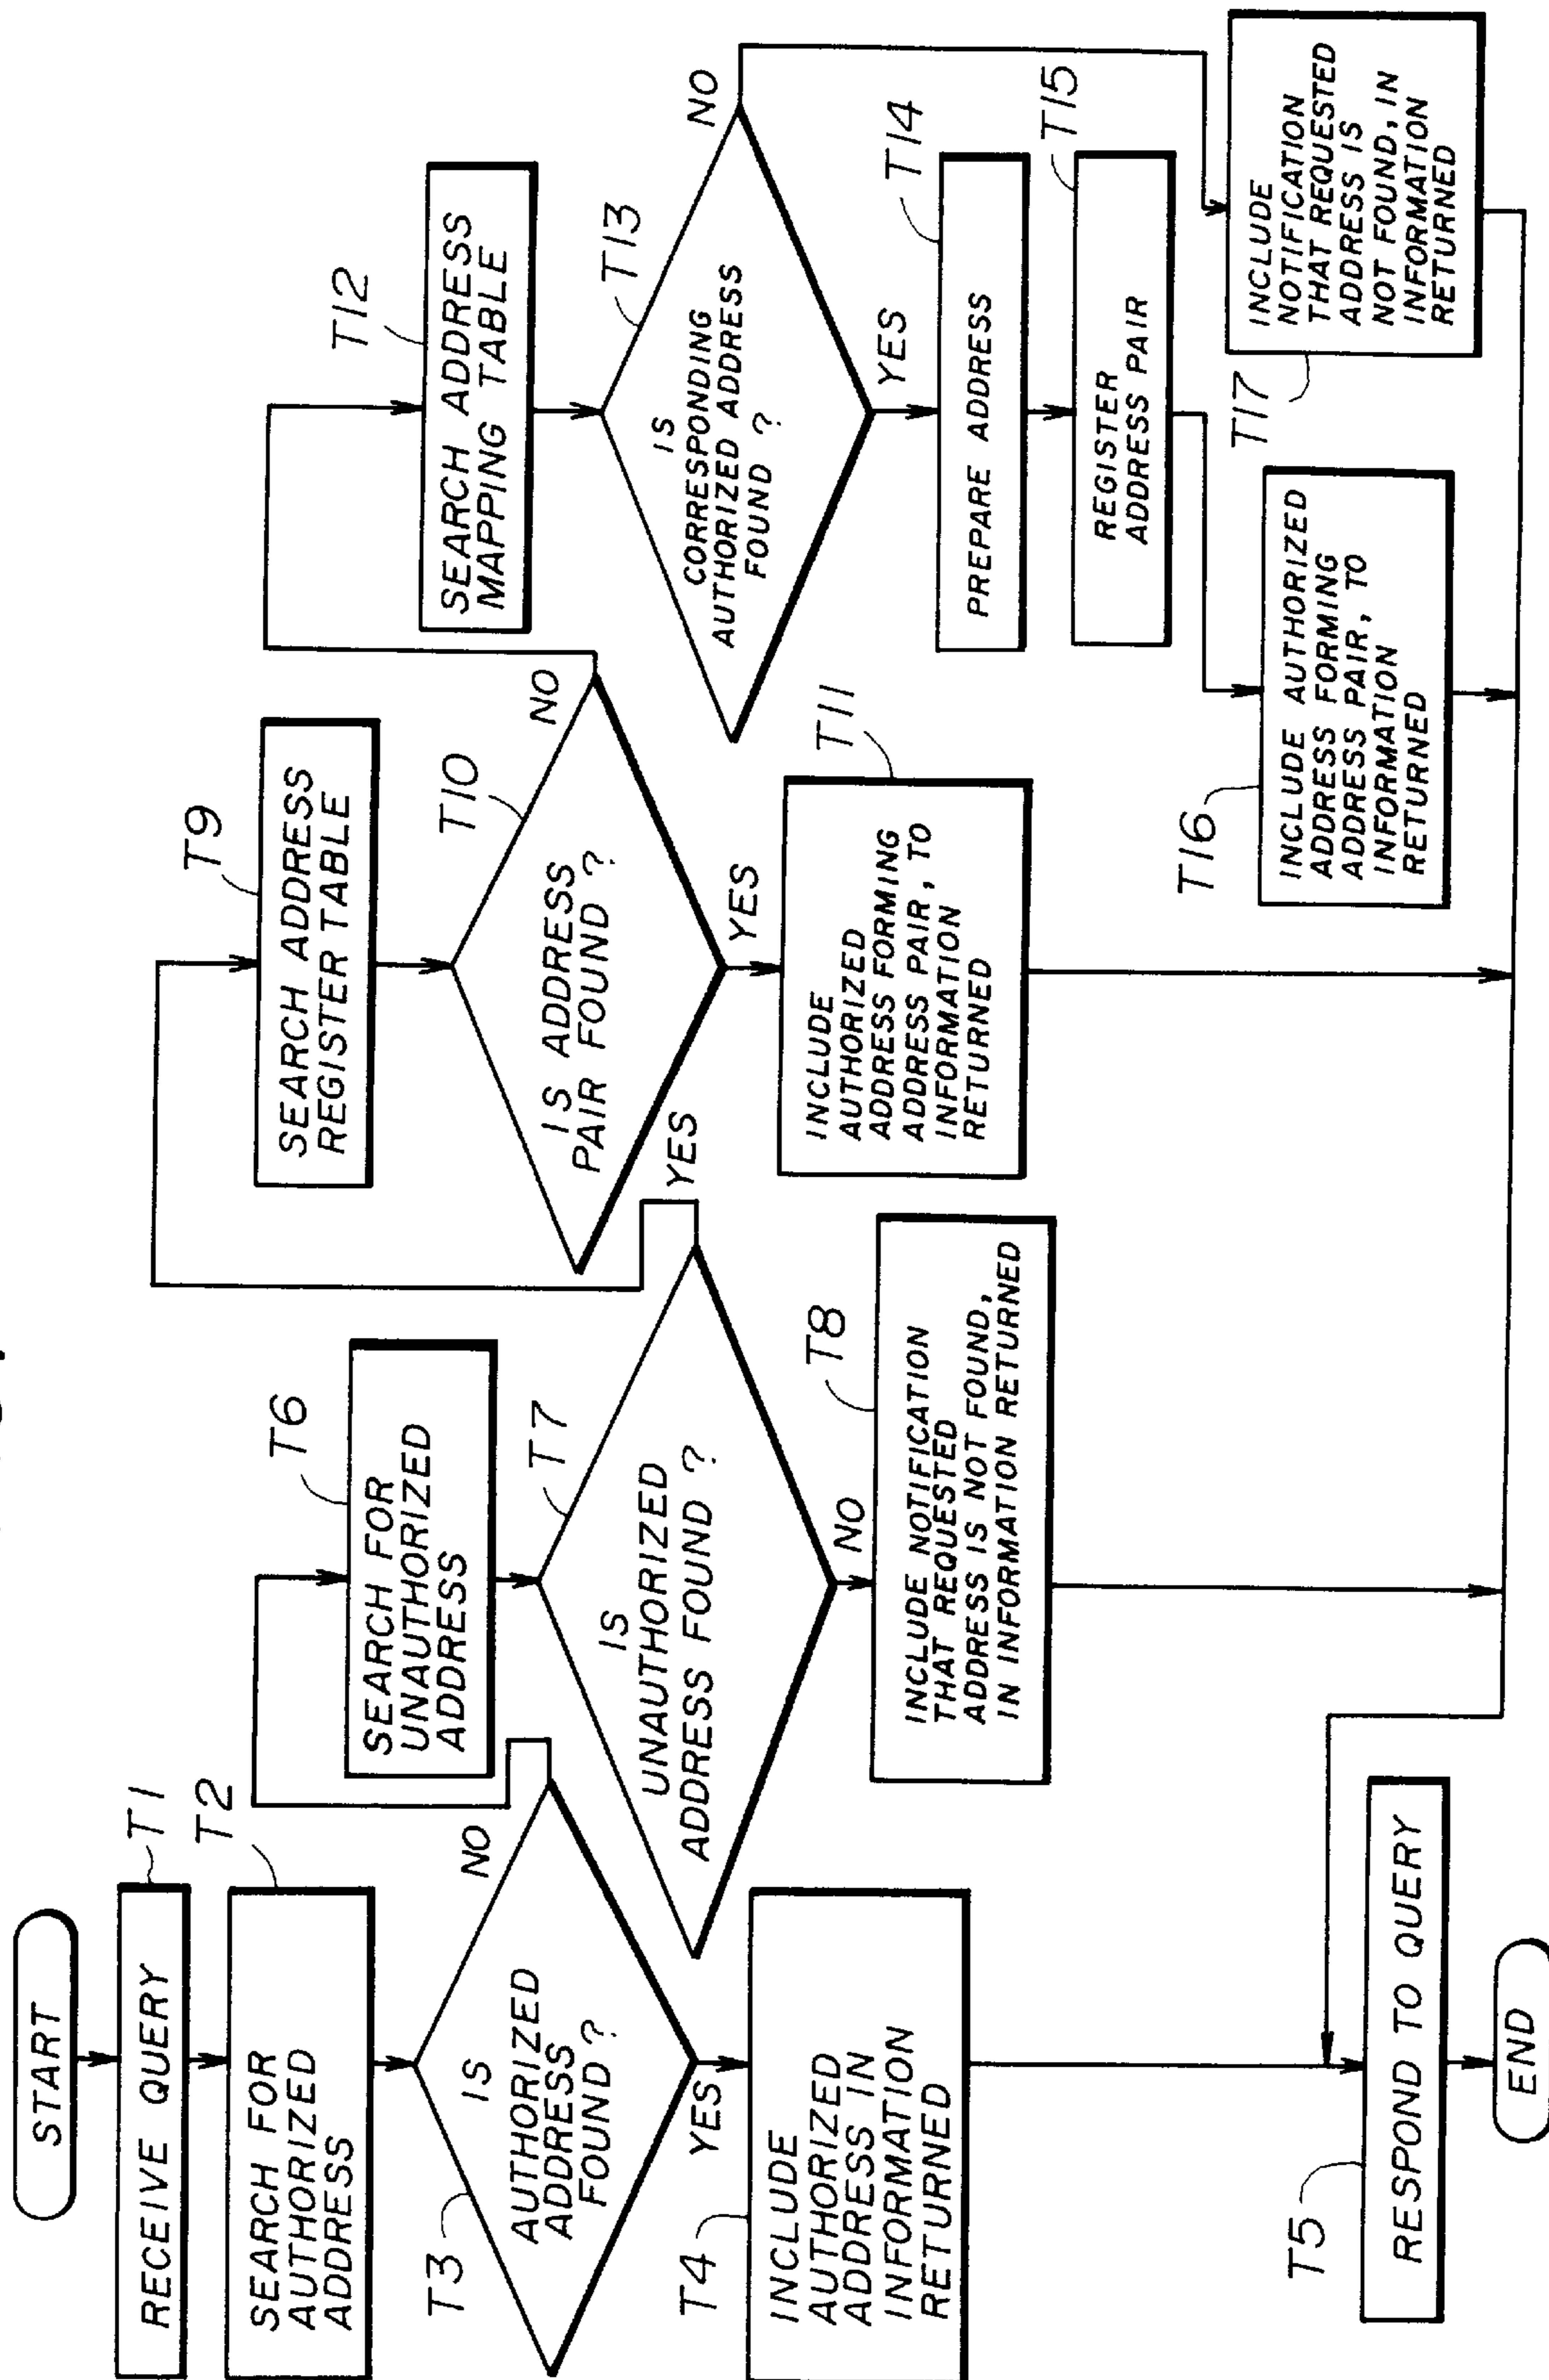 START
T1
RECEIVE QUERY
T2
SEARCH FOR
AUTHORIZED
ADDRESS
T3
IS
AUTHORIZED
ADDRESS
FOUND ?
NO
YES
T4
INCLUDE
AUTHORIZED
ADDRESS IN
INFORMATION
RETURNED
T5
RESPOND TO QUERY
END
T6
SEARCH FOR
UNAUTHORIZED
ADDRESS
T7
IS
UNAUTHORIZED
ADDRESS FOUND ?
YES
NO
T8
INCLUDE NOTIFICATION
THAT REQUESTED
ADDRESS IS NOT FOUND,
IN INFORMATION RETURNED
T9
SEARCH ADDRESS
REGISTER TABLE
T10
IS ADDRESS
PAIR FOUND ?
NO
YES
T11
INCLUDE
AUTHORIZED
ADDRESS FORMING
ADDRESS PAIR, TO
INFORMATION
RETURNED
T12
SEARCH ADDRESS
MAPPING TABLE
T13
IS
CORRESPONDING
AUTHORIZED ADDRESS
FOUND ?
NO
YES
T14
PREPARE ADDRESS
T15
REGISTER
ADDRESS PAIR
T16
INCLUDE AUTHORIZED
ADDRESS FORMING
ADDRESS PAIR, TO
INFORMATION
RETURNED
T17
INCLUDE
NOTIFICATION
THAT REQUESTED
ADDRESS IS
NOT FOUND, IN
INFORMATION
RETURNED